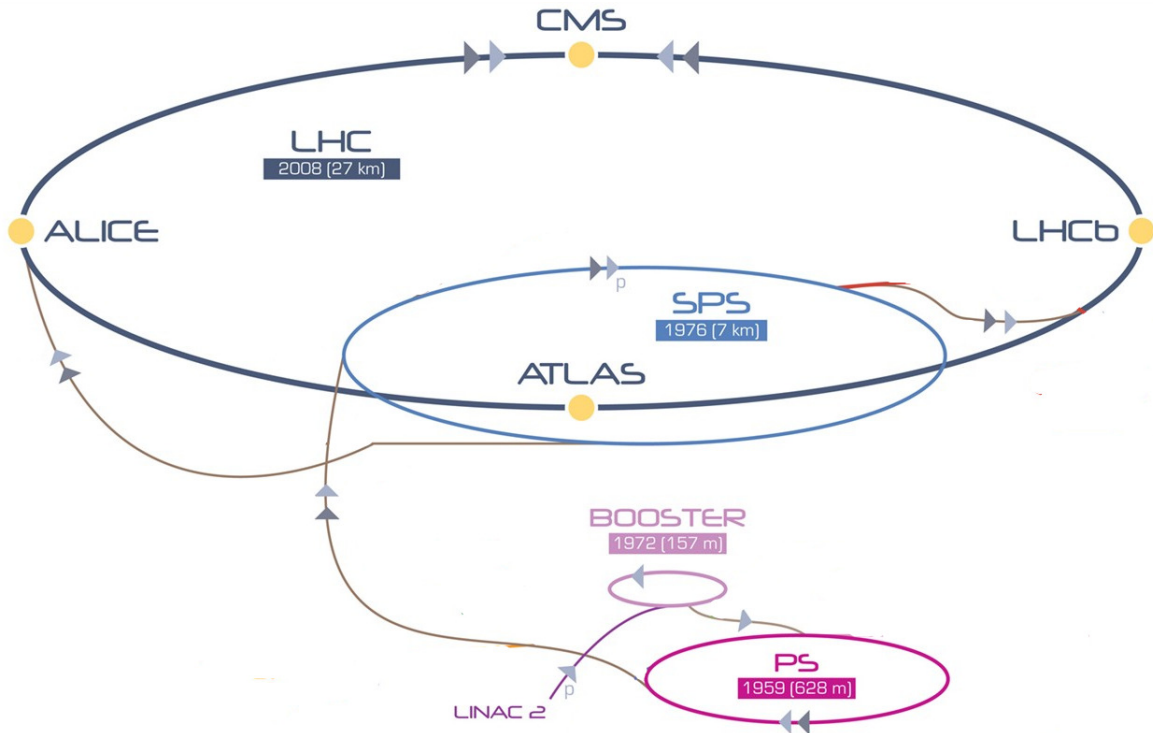 CMS
LHC
2008 (27 km)
ALICE
LHCb
p
SPS
1976 (7 km)
ATLAS
BOOSTER
1972 (157 m)
PS
1959 (628 m)
p
LINAC 2